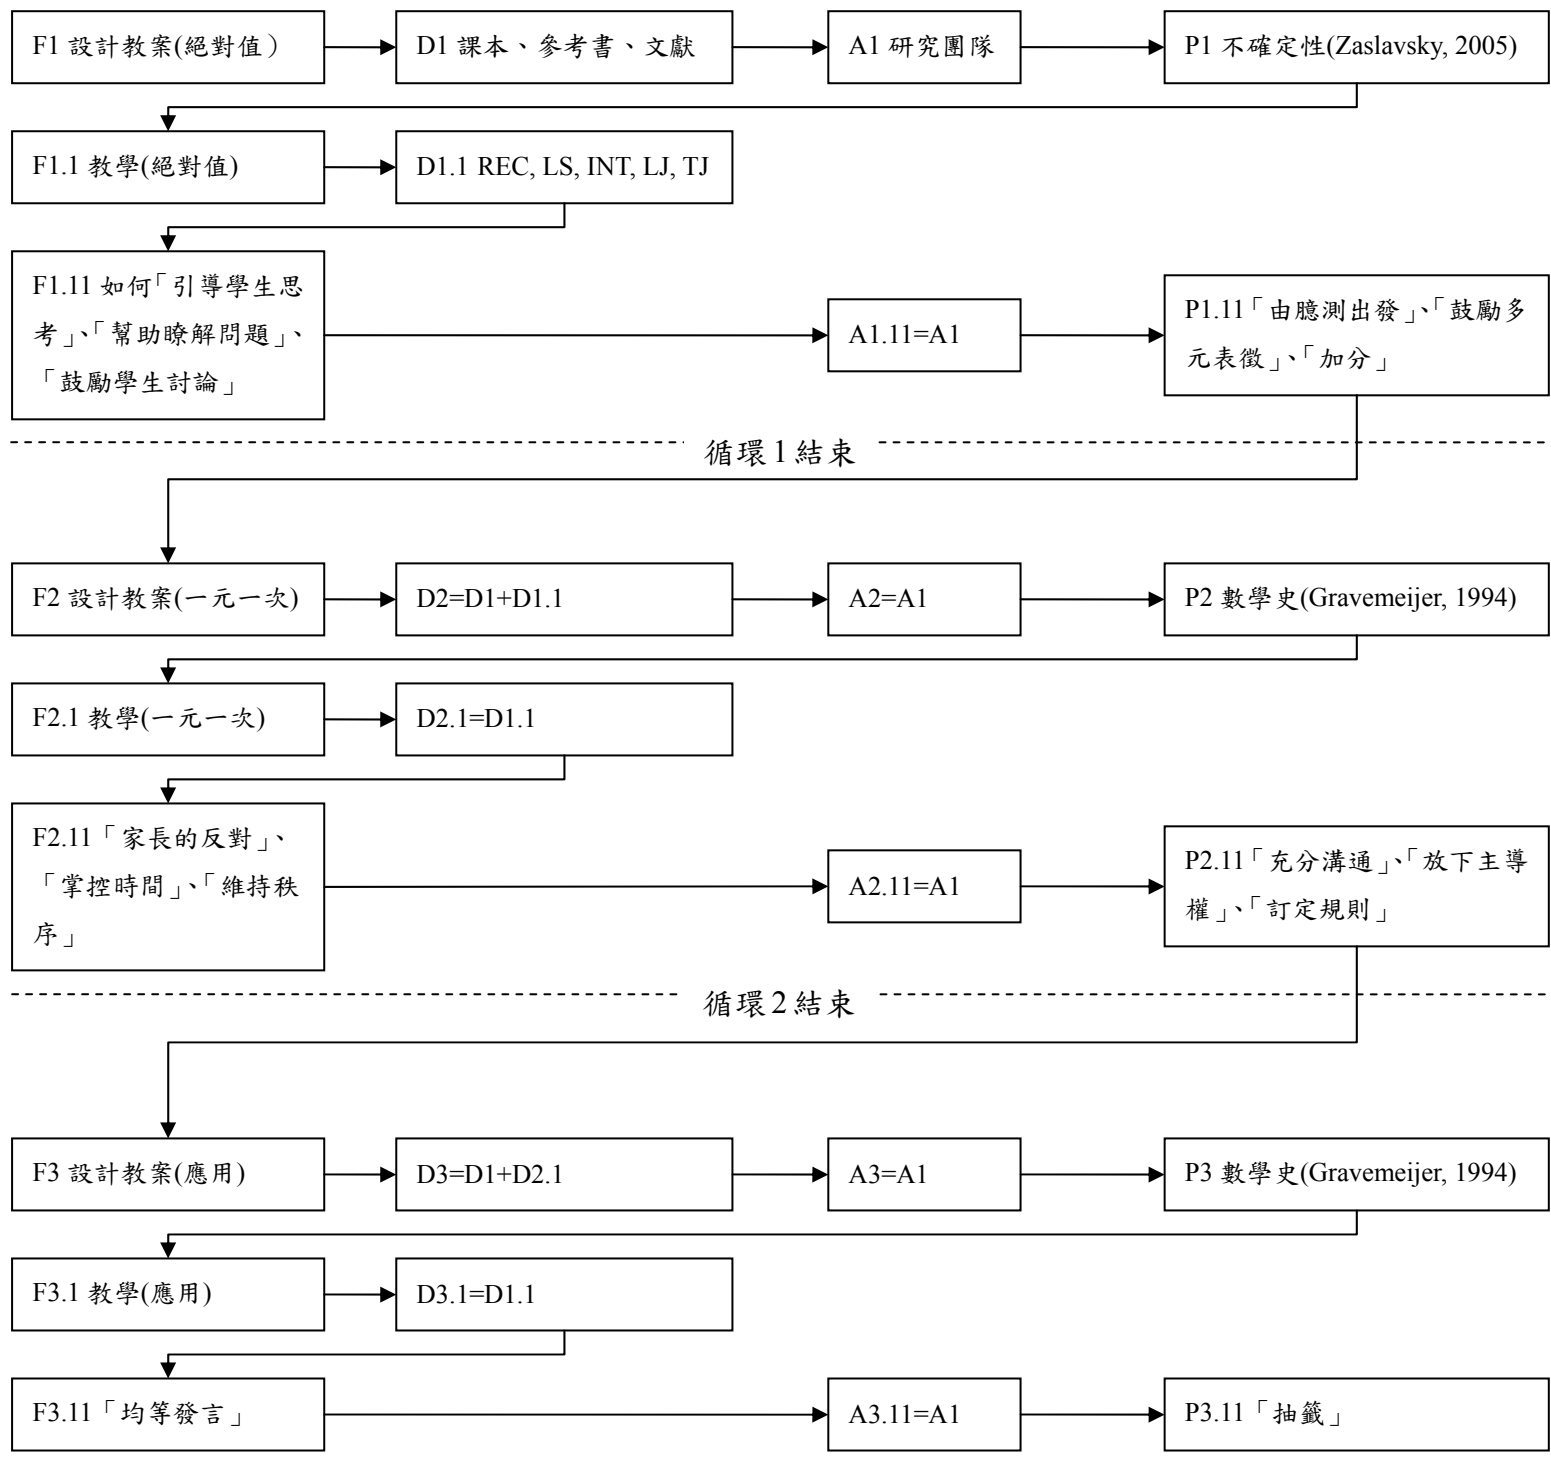 F1 設計教案(絕對值)
D1 課本、參考書、文獻
A1 研究團隊
P1 不確定性(Zaslavsky, 2005)
F1.1 教學(絕對值)
D1.1 REC, LS, INT, LJ, TJ
F1.11 如何「引導學生思
考」、「幫助瞭解問題」、
「鼓勵學生討論」
A1.11=A1
P1.11「由臆測出發」、「鼓勵多
元表徵」、「加分」
循環1結束
F2 設計教案(一元一次)
D2=D1+D1.1
A2=A1
P2 數學史(Gravemeijer, 1994)
F2.1 教學(一元一次)
D2.1=D1.1
F2.11「家長的反對」、
「掌控時間」、「維持秩
序」
A2.11=A1
P2.11「充分溝通」、「放下主導
權」、「訂定規則」
循環2結束
F3 設計教案(應用)
D3=D1+D2.1
A3=A1
P3 數學史(Gravemeijer, 1994)
F3.1 教學(應用)
D3.1=D1.1
F3.11「均等發言」
A3.11=A1
P3.11「抽籤」